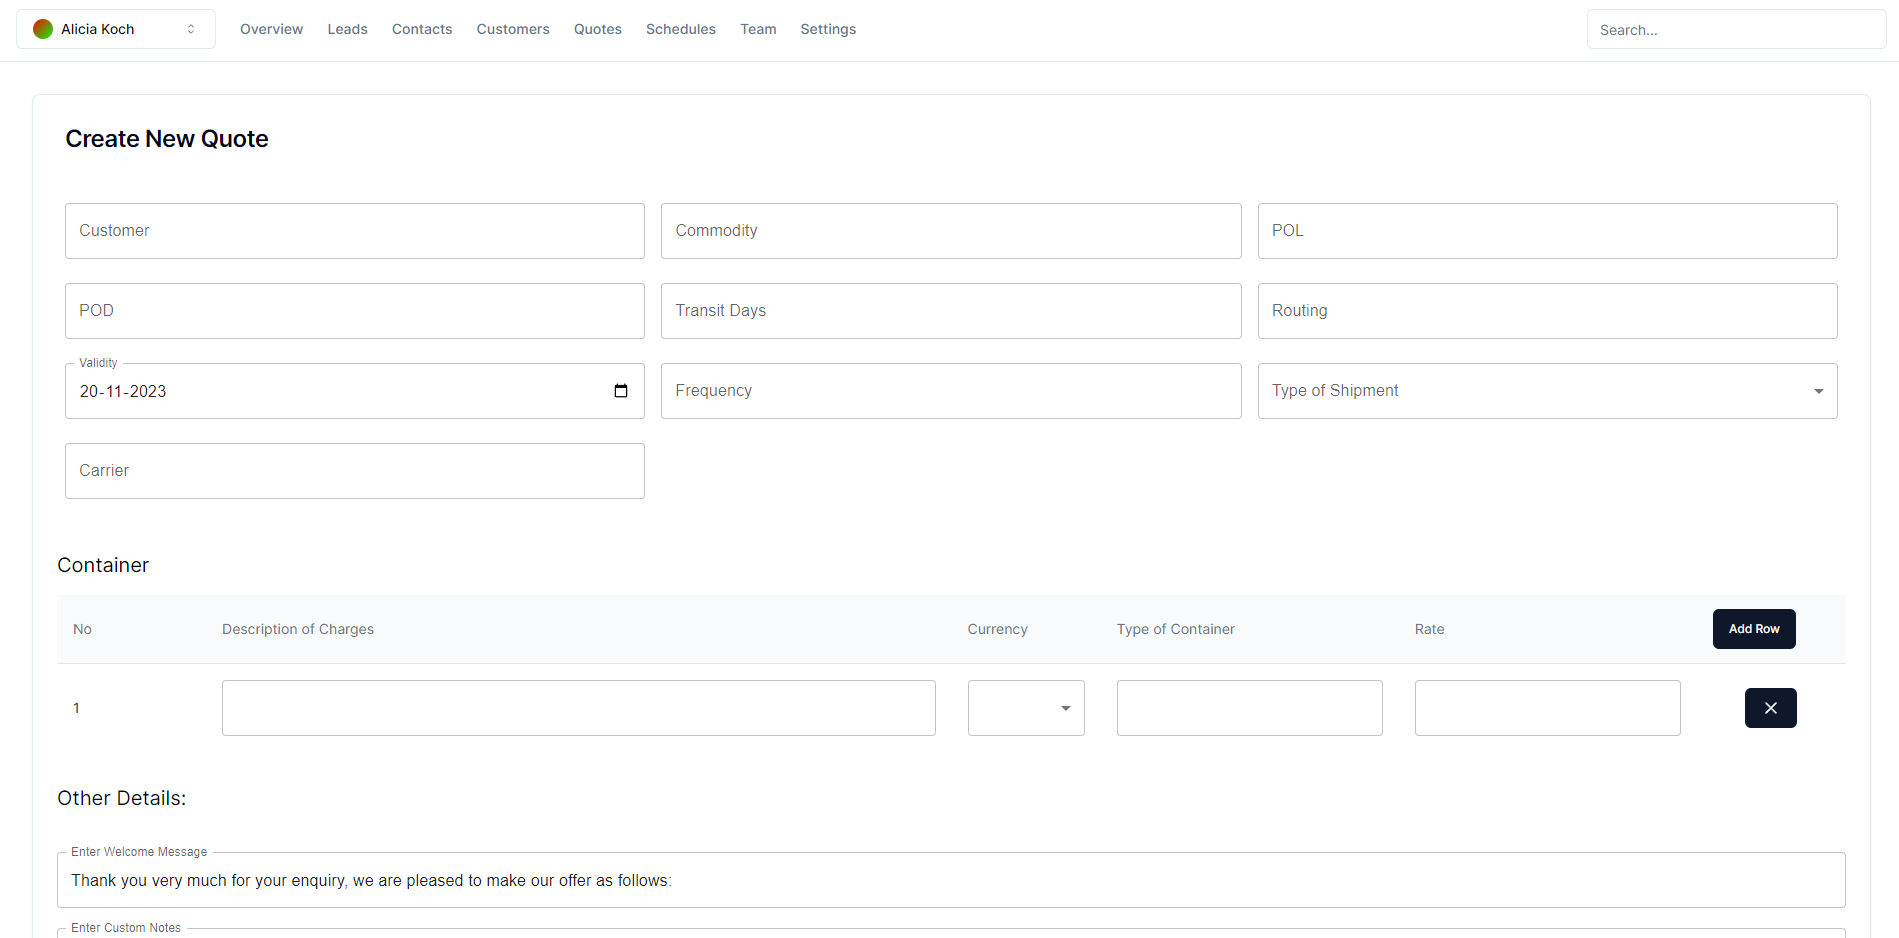 Alicia Koch Overview Leads Contacts Customers Quotes Schedules Team Settings Search...
Create New Quote
Customer Commodity POL
POD Transit Days Routing
Validity
20-11-2023 Frequency Type of Shipment
Carrier
Container
No Description of Charges Currency Type of Container Rate Add Row
1
Other Details:
Enter Welcome Message
Thank you very much for your enquiry, we are pleased to make our offer as follows:
Enter Custom Notes